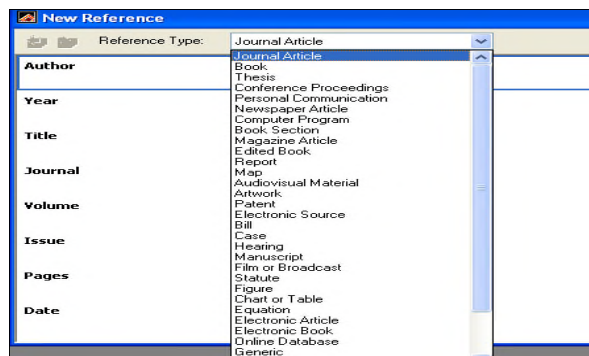 New Reference
Reference Type: Journal Article
Journal Article
Author
Book
Thesis
Conference Proceedings
Personal Communication
Year
Newspaper Article
Computer Program
Book Section
Title
Magazine Article
Edited Book
Report
Journal
Map
Audiovisual Material
Artwork
Volume
Patent
Electronic Source
Bill
Issue
Case
Hearing
Manuscript
Film or Broadcast
Pages
Statute
Figure
Chart or Table
Date
Equation
Electronic Article
Electronic Book
Online Database
Generic